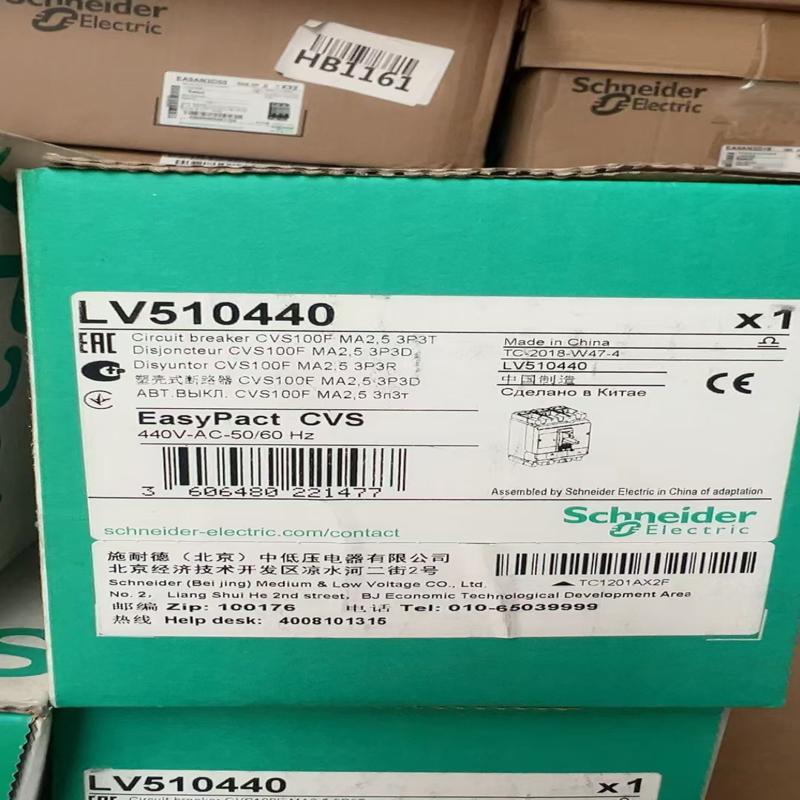 Schneider
Electric
HB1161
Schneider
Electric
LV510440
x1
EAC
Circuit breaker CVS100F MA2,5 3P3T
Disjoncteur CVS100F MA2,5 3P3D
Disyuntor CVS100F MA2,5 3P3R
塑壳式断路器 CVS100F MA2,5 3P3D
АВТ.ВЫКЛ. CVS100F MA2,5 3п3т
Made in China
TC-2018-W47-4
LV510440
中国制造
Сделано в Китае
CE
EasyPact CVS
440V-AC-50/60 Hz
3 606480 221477
Assembled by Schneider Electric in China of adaptation
schneider-electric.com/contact
Schneider
Electric
施耐德（北京）中低压电器有限公司
北京经济技术开发区凉水河二街2号
Schneider (Bei jing) Medium & Low Voltage CO., Ltd.
No. 2, Liang Shui He 2nd street, BJ Economic Technological Development Area
邮编 Zip: 100176 电话 Tel: 010-65039999
热线 Help desk: 4008101315
TC1201AX2F
LV510440
x1